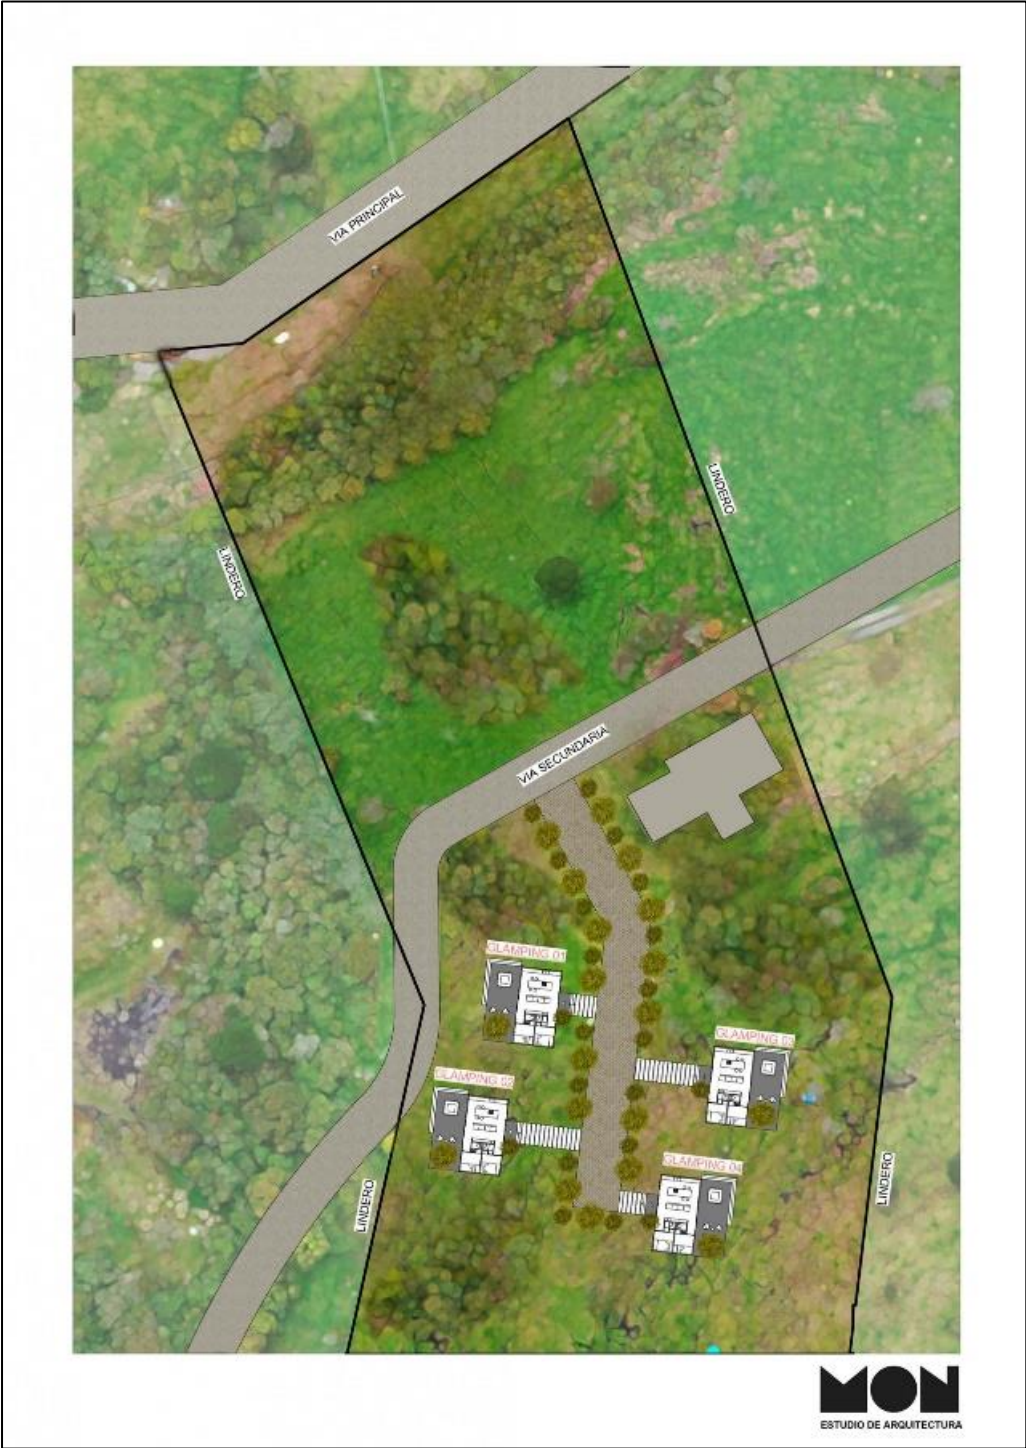 VIA PRINCIPAL
LINDERO
LINDERO
VIA SECUNDARIA
GLAMPING 01
GLAMPING 03
GLAMPING 02
GLAMPING 04
LINDERO
LINDERO
MON
ESTUDIO DE ARQUITECTURA